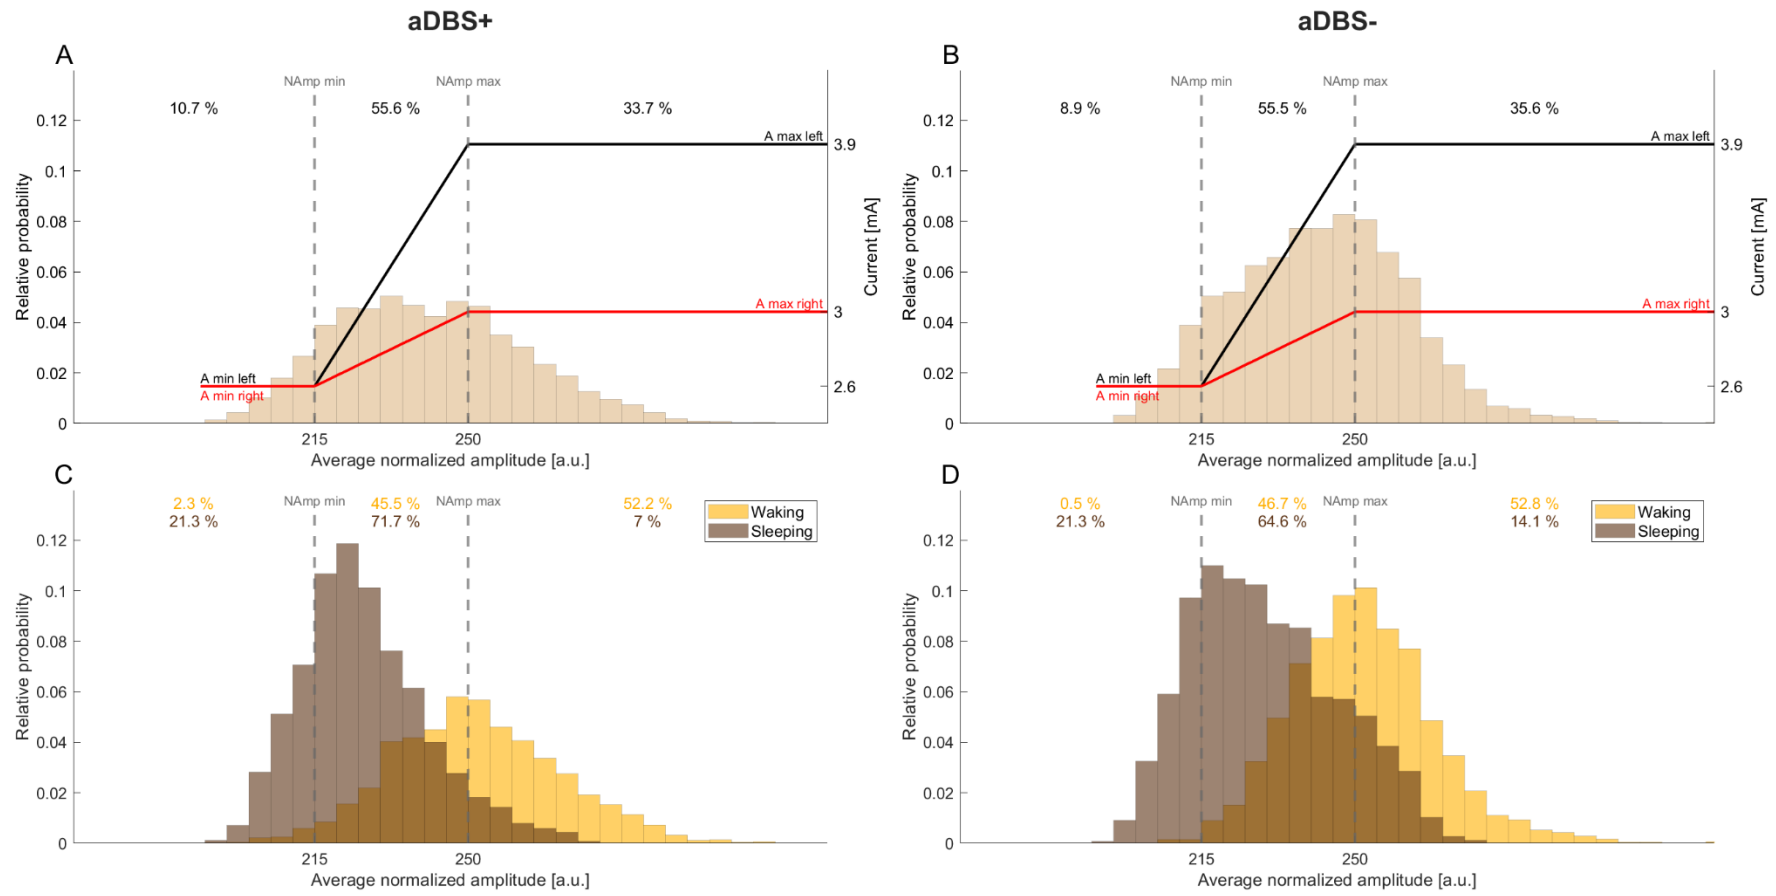 aDBS+
aDBS-
A
NAmp min
NAmp max
10.7 %
55.6 %
33.7 %
0.12
0.1
0.08
0.06
0.04
0.02
0
Relative probability
A max left
A max right
A min left
A min right
3.9
3
2.6
Current [mA]
215
250
Average normalized amplitude [a.u.]
B
NAmp min
NAmp max
8.9 %
55.5 %
35.6 %
0.12
0.1
0.08
0.06
0.04
0.02
0
Relative probability
A max left
A max right
A min left
A min right
3.9
3
2.6
Current [mA]
215
250
Average normalized amplitude [a.u.]
C
2.3 %
NAmp min
45.5 %
NAmp max
52.2 %
21.3 %
71.7 %
7 %
Waking
Sleeping
0.12
0.1
0.08
0.06
0.04
0.02
0
Relative probability
215
250
Average normalized amplitude [a.u.]
D
0.5 %
NAmp min
46.7 %
NAmp max
52.8 %
21.3 %
64.6 %
14.1 %
Waking
Sleeping
0.12
0.1
0.08
0.06
0.04
0.02
0
Relative probability
215
250
Average normalized amplitude [a.u.]